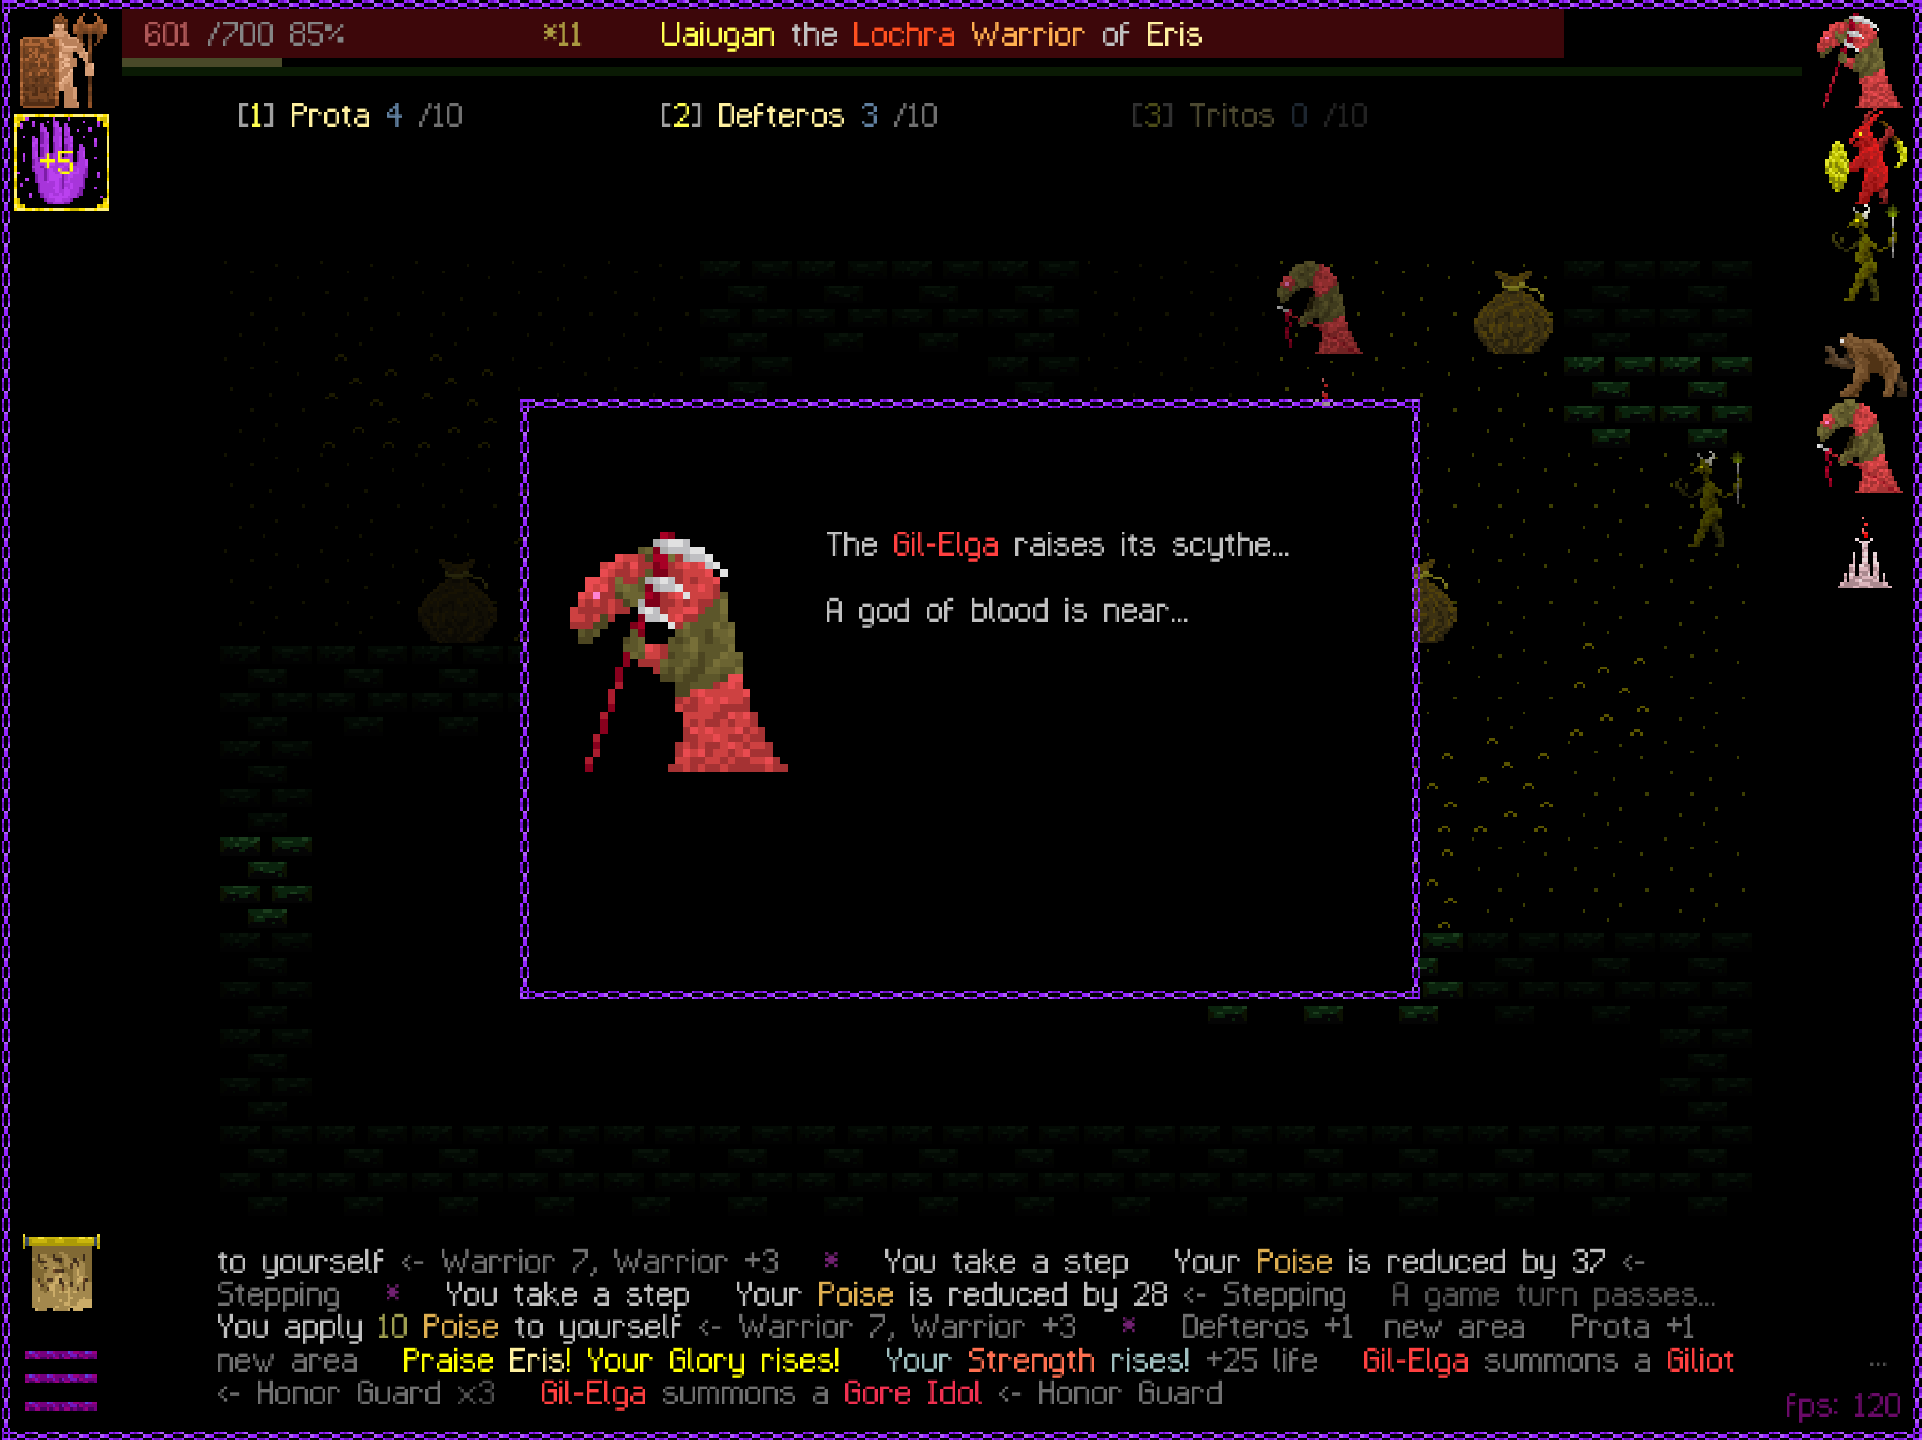 601 /700 85% *11 Uaiugan the Lochra Warrior of Eris
[1] Prota 4 /10 [2] Defteros 3 /10 [3] Tritos 0 /10
+5
The Gil-Elga raises its scythe...
A god of blood is near...
to yourself <- Warrior 7, Warrior +3 * You take a step Your Poise is reduced by 37 <-
Stepping * You take a step Your Poise is reduced by 28 <- Stepping A game turn passes...
You apply 10 Poise to yourself <- Warrior 7, Warrior +3 * Defteros +1 new area Prota +1
new area Praise Eris! Your Glory rises! Your Strength rises! +25 life Gil-Elga summons a Giliot ...
<- Honor Guard x3 Gil-Elga summons a Gore Idol <- Honor Guard
fps: 120